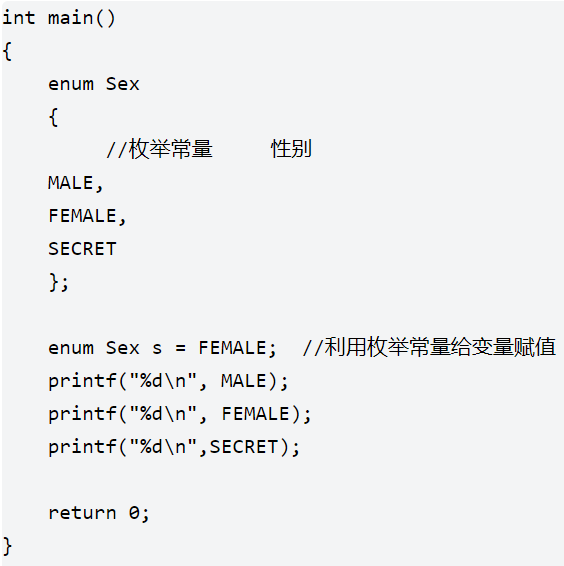 int main()
{
    enum Sex
    {
         //枚举常量     性别
    MALE,
    FEMALE,
    SECRET
    };

    enum Sex s = FEMALE;  //利用枚举常量给变量赋值
    printf("%d\n", MALE);
    printf("%d\n", FEMALE);
    printf("%d\n",SECRET);

    return 0;
}